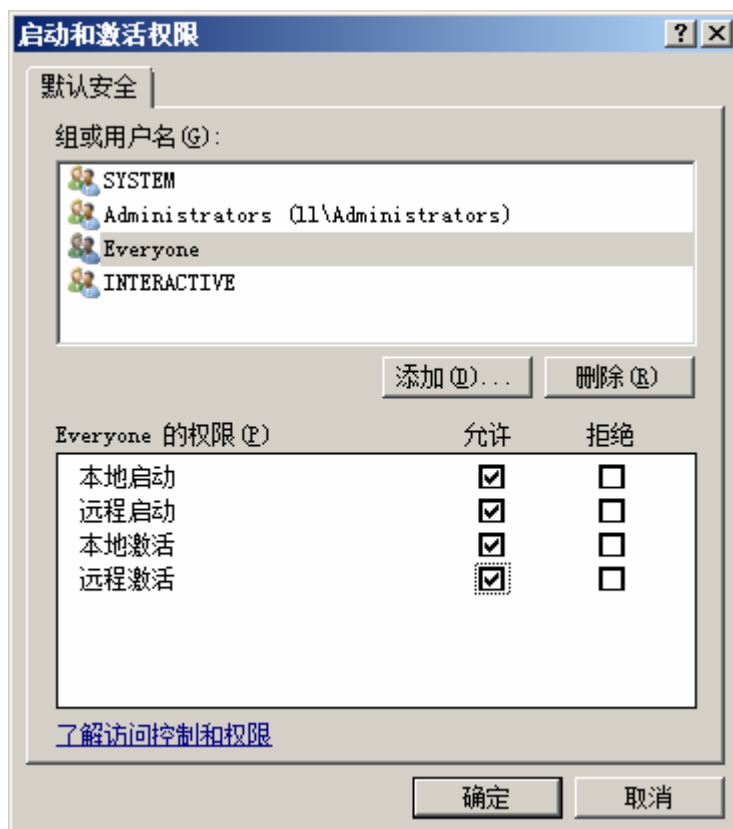 启动和激活权限
默认安全
组或用户名(G):
SYSTEM
Administrators (ll\Administrators)
Everyone
INTERACTIVE
添加(D)... 删除(R)
Everyone 的权限(P) 允许 拒绝
本地启动
远程启动
本地激活
远程激活
了解访问控制和权限
确定 取消